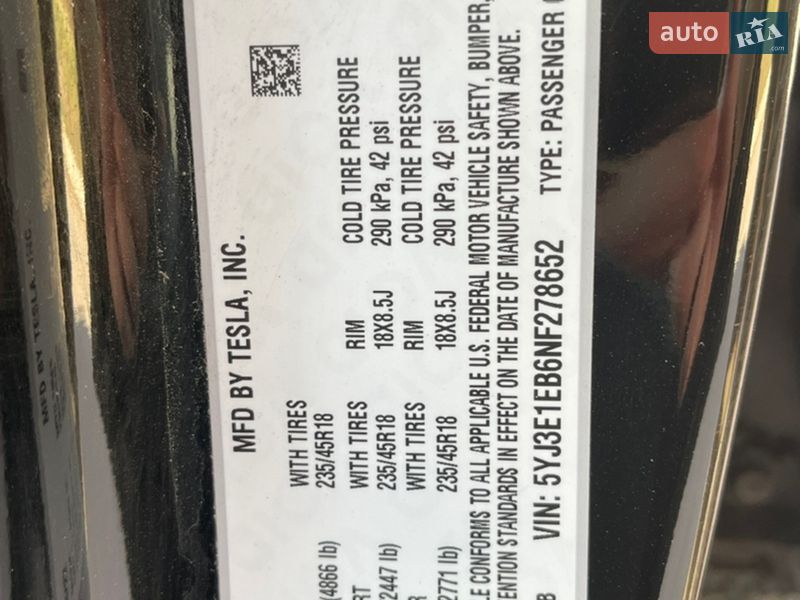 MFD BY TESLA, INC.
WITH TIRES RIM COLD TIRE PRESSURE
(4866 lb) 235/45R18 18X8.5J 290 kPa, 42 psi
RT WITH TIRES RIM COLD TIRE PRESSURE
2447 lb) 235/45R18 18X8.5J 290 kPa, 42 psi
R WITH TIRES
2771 lb) 235/45R18
LE CONFORMS TO ALL APPLICABLE U.S. FEDERAL MOTOR VEHICLE SAFETY, BUMPER,
ENTION STANDARDS IN EFFECT ON THE DATE OF MANUFACTURE SHOWN ABOVE.
B VIN: 5YJ3E1EB6NF278652 TYPE: PASSENGER
auto RIA .com
MFD BY TESLA, INC